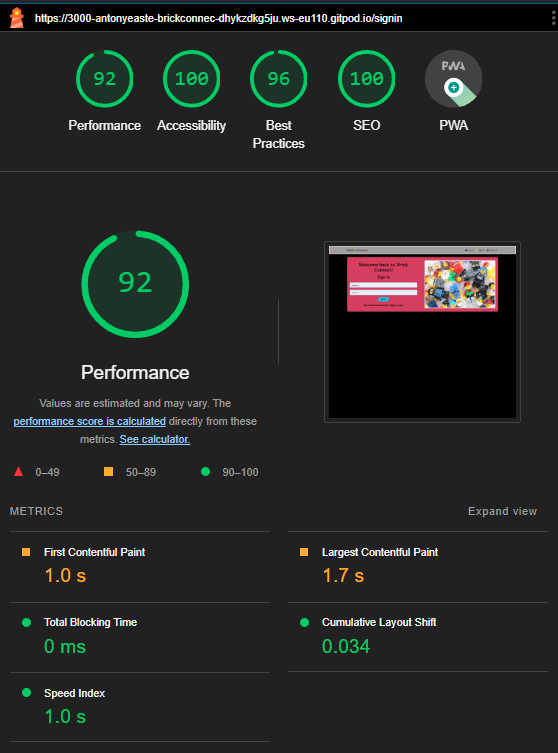 https://3000-antonyeaste-brickconnec-dhykzdkg5ju.ws-eu110.gitpod.io/signin
92
100
96
100
PWA
Performance
Accessibility
Best
Practices
SEO
PWA
92
Performance
Values are estimated and may vary. The
performance score is calculated directly from these
metrics. See calculator.
0–49
50–89
90–100
Welcome back to Brick
Connect!
Sign in
METRICS
Expand view
First Contentful Paint
1.0 s
Largest Contentful Paint
1.7 s
Total Blocking Time
0 ms
Cumulative Layout Shift
0.034
Speed Index
1.0 s